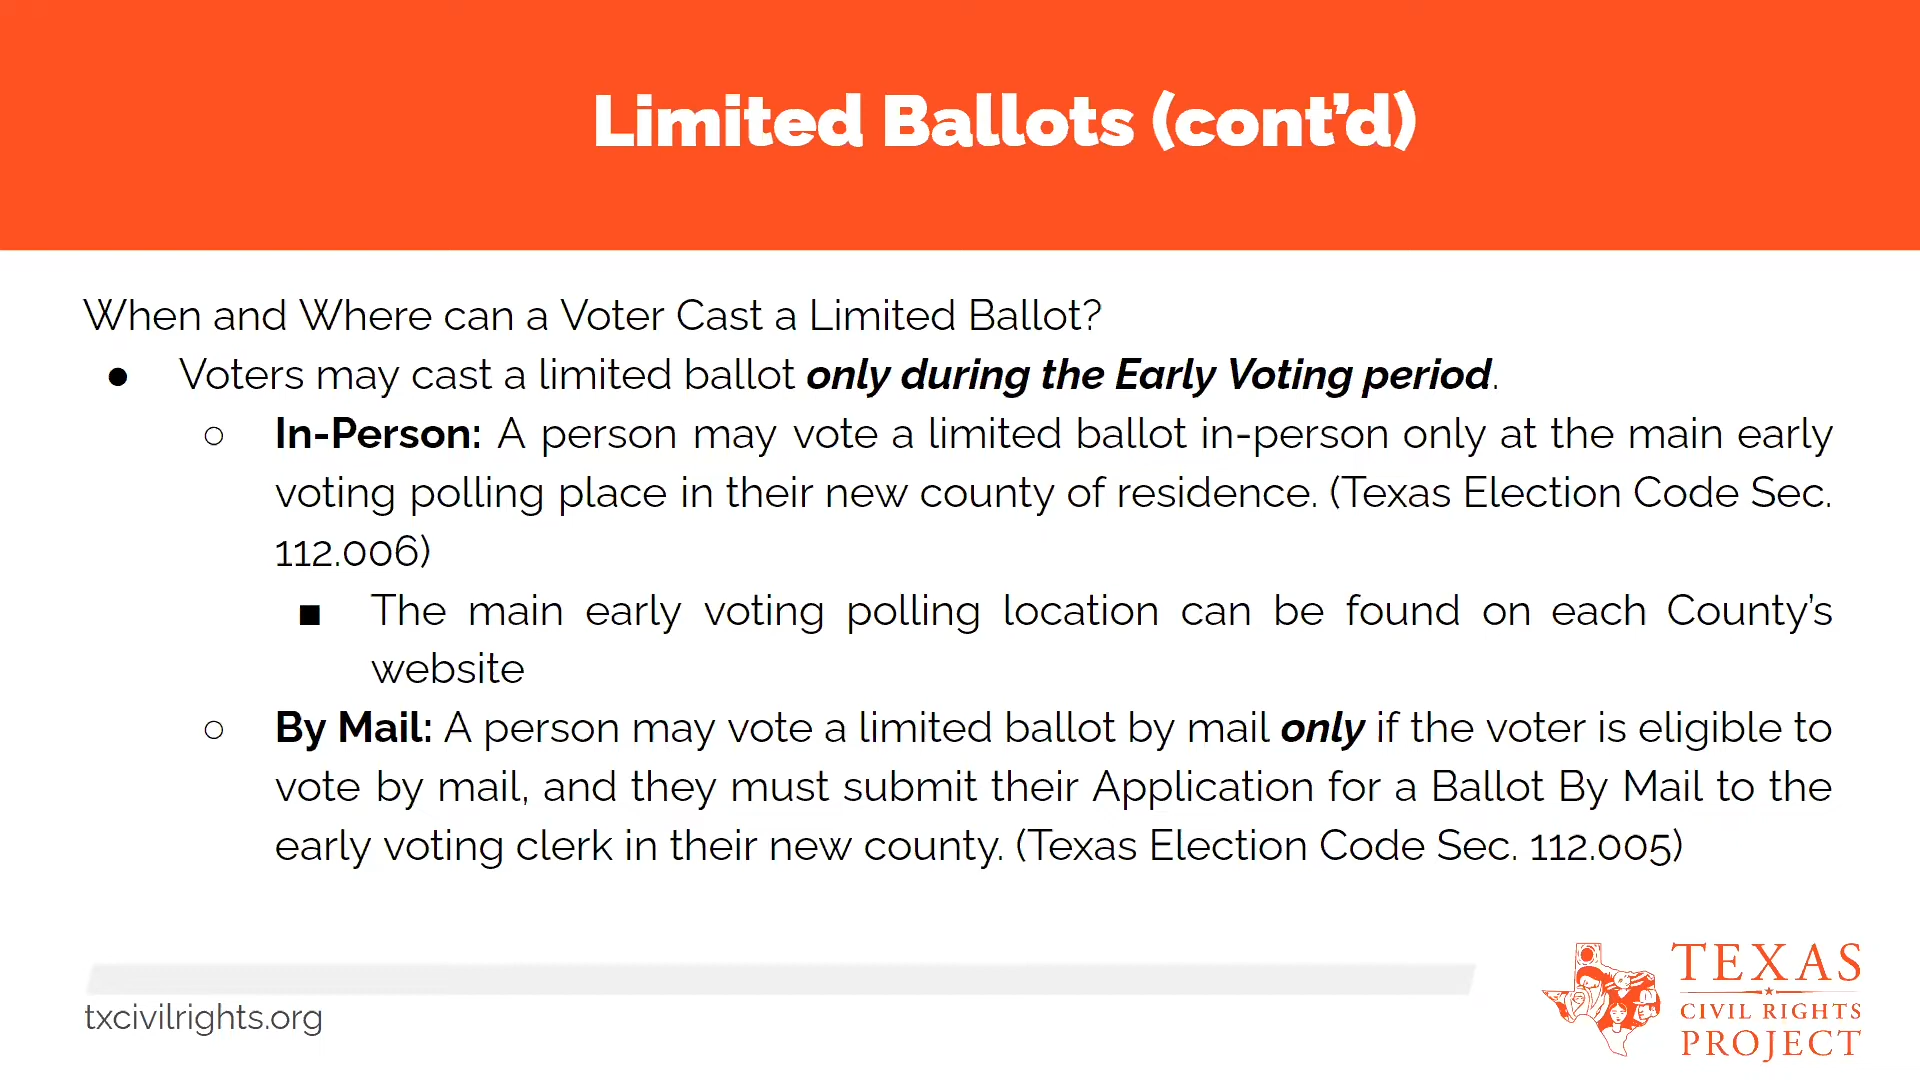 Limited Ballots (cont’d)
When and Where can a Voter Cast a Limited Ballot?
● Voters may cast a limited ballot only during the Early Voting period.
○ In-Person: A person may vote a limited ballot in-person only at the main early
voting polling place in their new county of residence. (Texas Election Code Sec.
112.006)
■ The main early voting polling location can be found on each County’s
website
○ By Mail: A person may vote a limited ballot by mail only if the voter is eligible to
vote by mail, and they must submit their Application for a Ballot By Mail to the
early voting clerk in their new county. (Texas Election Code Sec. 112.005)
txcivilrights.org
TEXAS
CIVIL RIGHTS
PROJECT